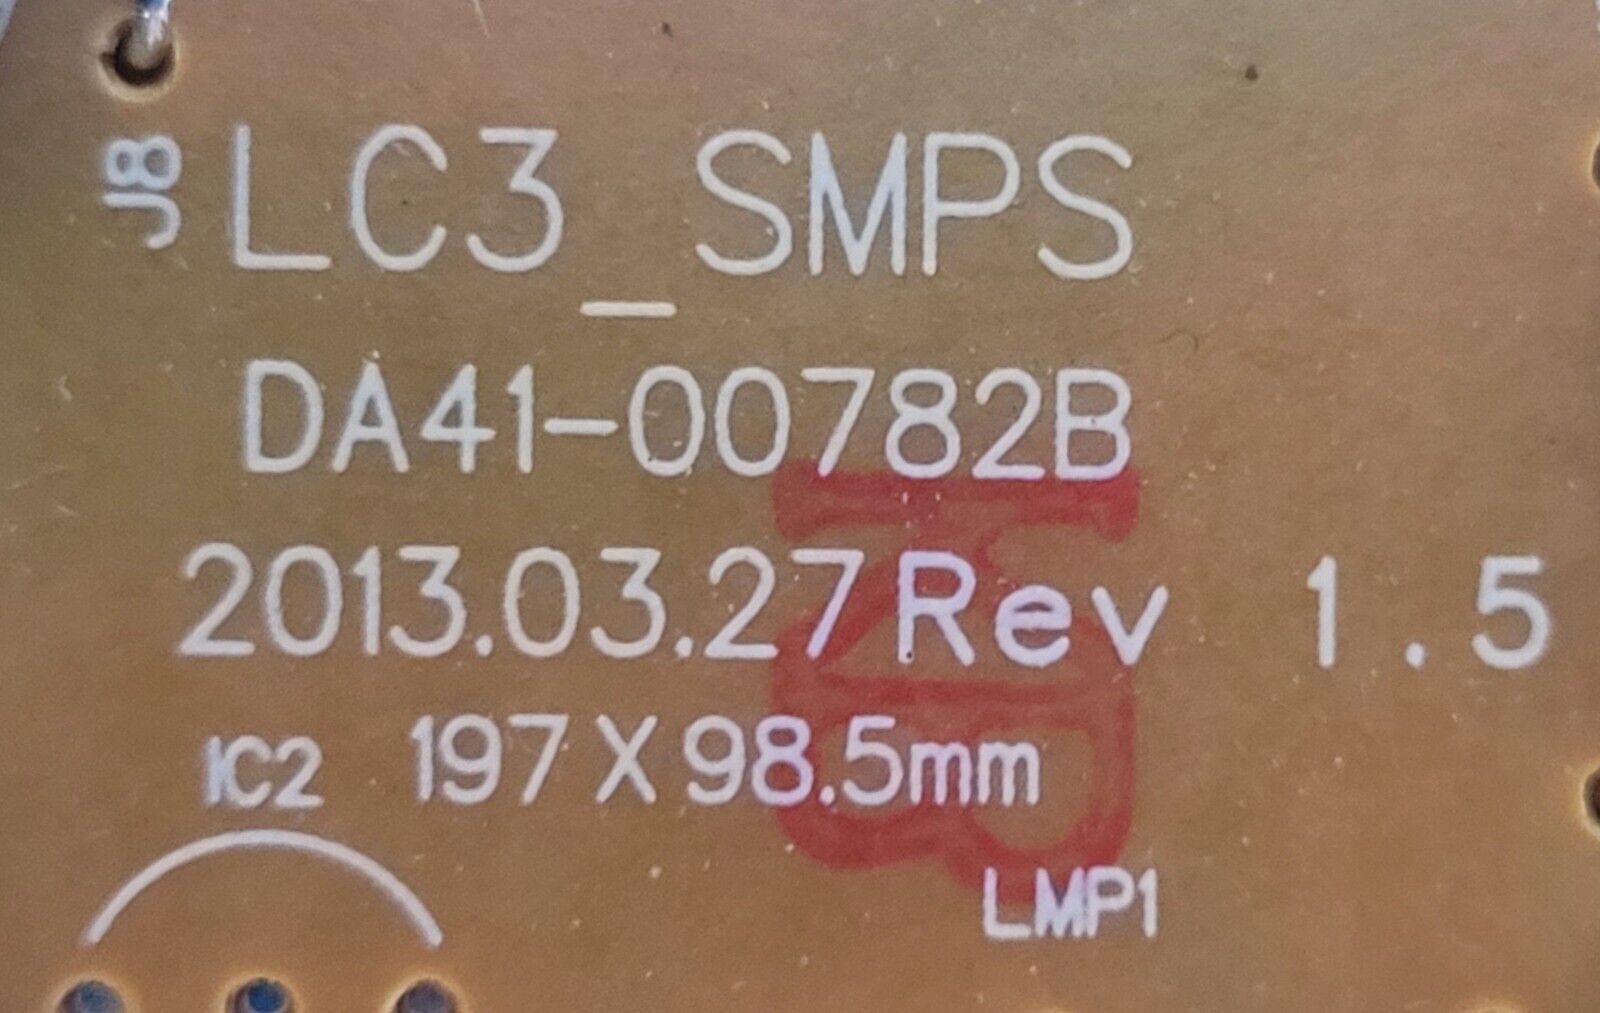 J8
LC3_SMPS
DA41-00782B
2013.03.27 Rev 1.5
IC2 197 X 98.5mm
LMP1